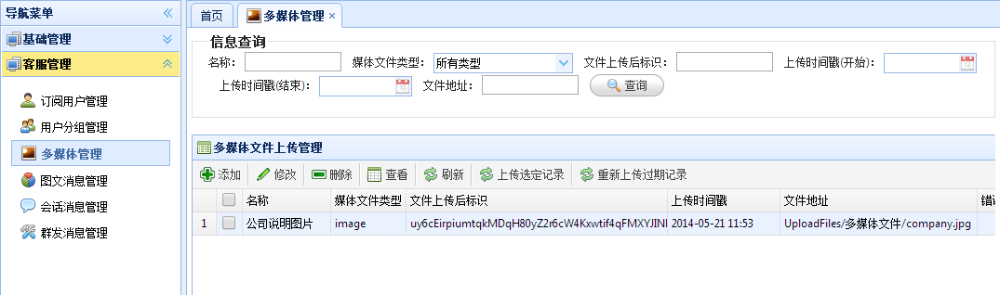 导航菜单
基础管理
客服管理
订阅用户管理
用户分组管理
多媒体管理
图文消息管理
会话消息管理
群发消息管理
首页 多媒体管理
信息查询
名称: 媒体文件类型: 所有类型 文件上传后标识: 上传时间戳(开始):
上传时间戳(结束): 文件地址: 查询
多媒体文件上传管理
添加 修改 删除 查看 刷新 上传选定记录 重新上传过期记录
名称 媒体文件类型 文件上传后标识 上传时间戳 文件地址
1 公司说明图片 image uy6cEirpiumtqkMDqH80yZ2r6cW4Kxwtif4qFMXYJINI 2014-05-21 11:53 UploadFiles/多媒体文件/company.jpg